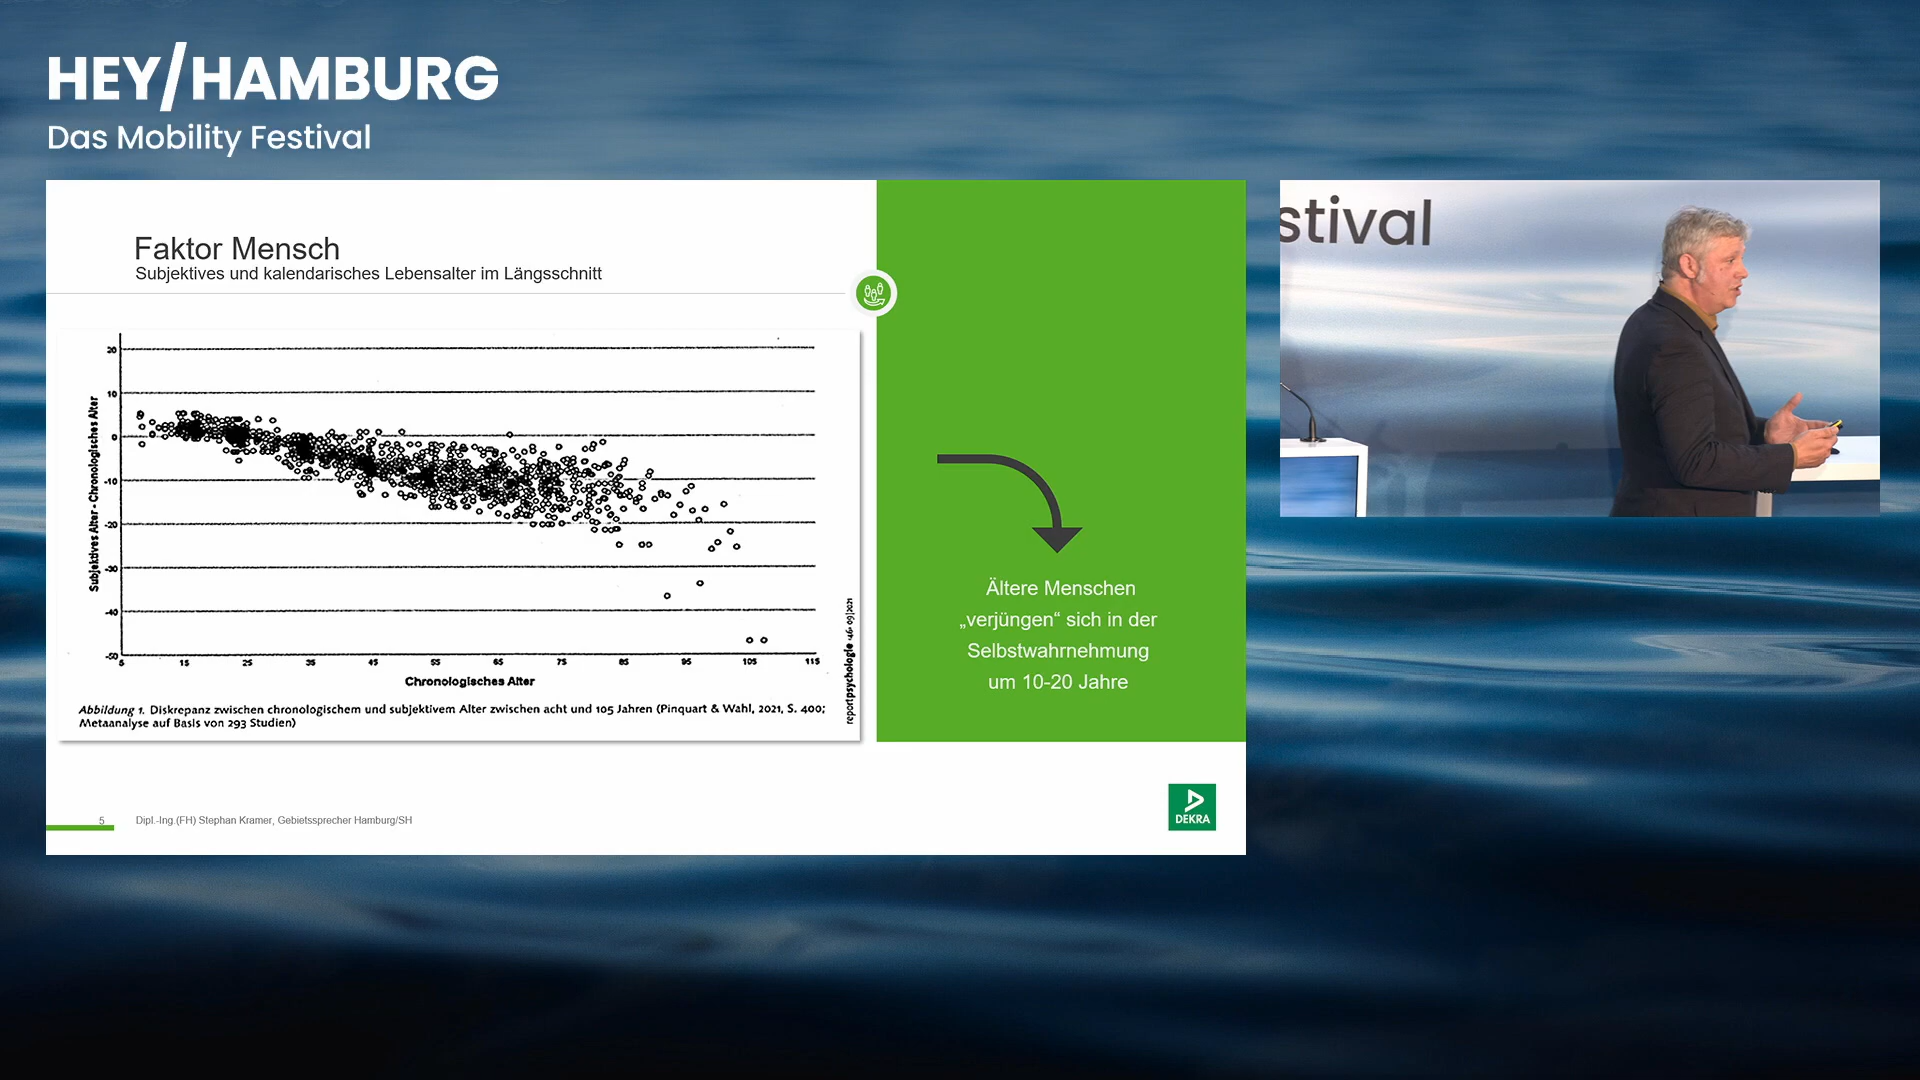 HEY/HAMBURG
Das Mobility Festival
Faktor Mensch
Subjektives und kalendarisches Lebensalter im Längsschnitt
20
10
0
-10
-20
-30
-40
-50
Subjektives Alter - Chronologisches Alter
5 15 25 35 45 55 65 75 85 95 105 115
Chronologisches Alter
Abbildung 1. Diskrepanz zwischen chronologischem und subjektivem Alter zwischen acht und 105 Jahren (Pinquart & Wahl, 2021, S. 400;
Metaanalyse auf Basis von 293 Studien)
reportpsychologie ‹46› 09|2021
Ältere Menschen
„verjüngen“ sich in der
Selbstwahrnehmung
um 10-20 Jahre
5
Dipl.-Ing.(FH) Stephan Kramer, Gebietssprecher Hamburg/SH
DEKRA
stival